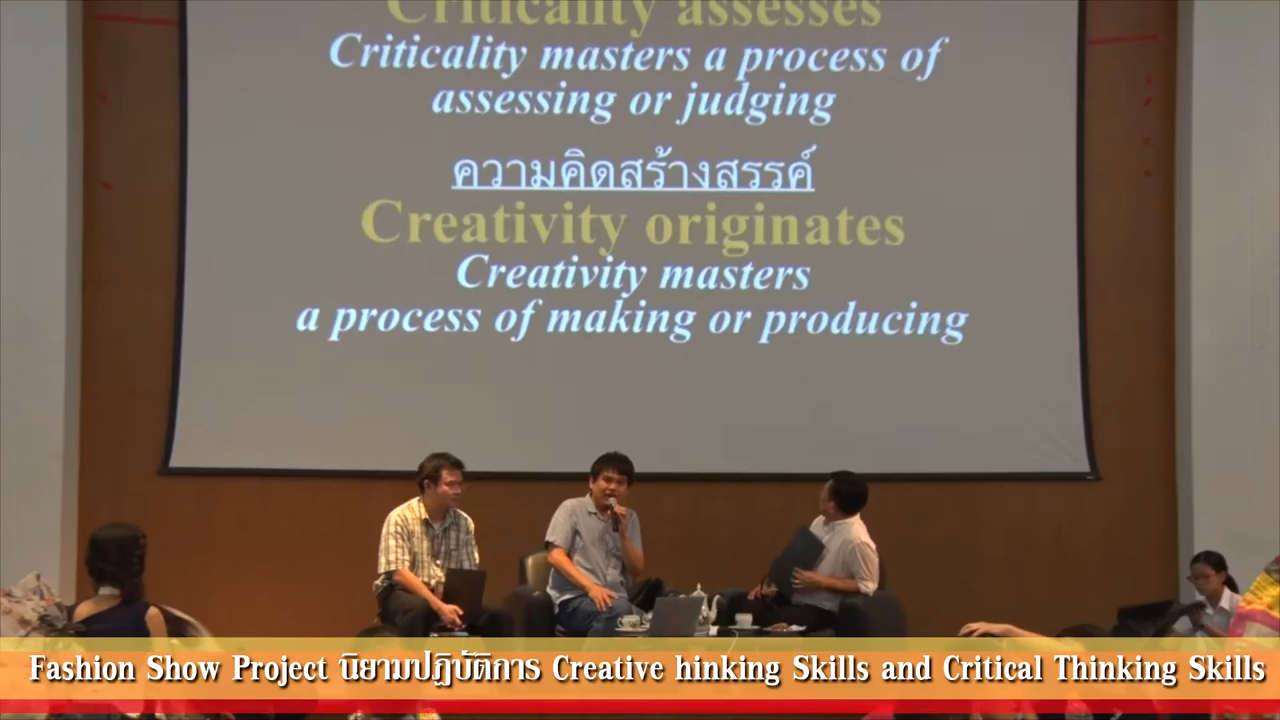 Criticality assesses
Criticality masters a process of
assessing or judging
ความคิดสร้างสรรค์
Creativity originates
Creativity masters
a process of making or producing
Fashion Show Project นิยามปฏิบัติการ Creative hinking Skills and Critical Thinking Skills